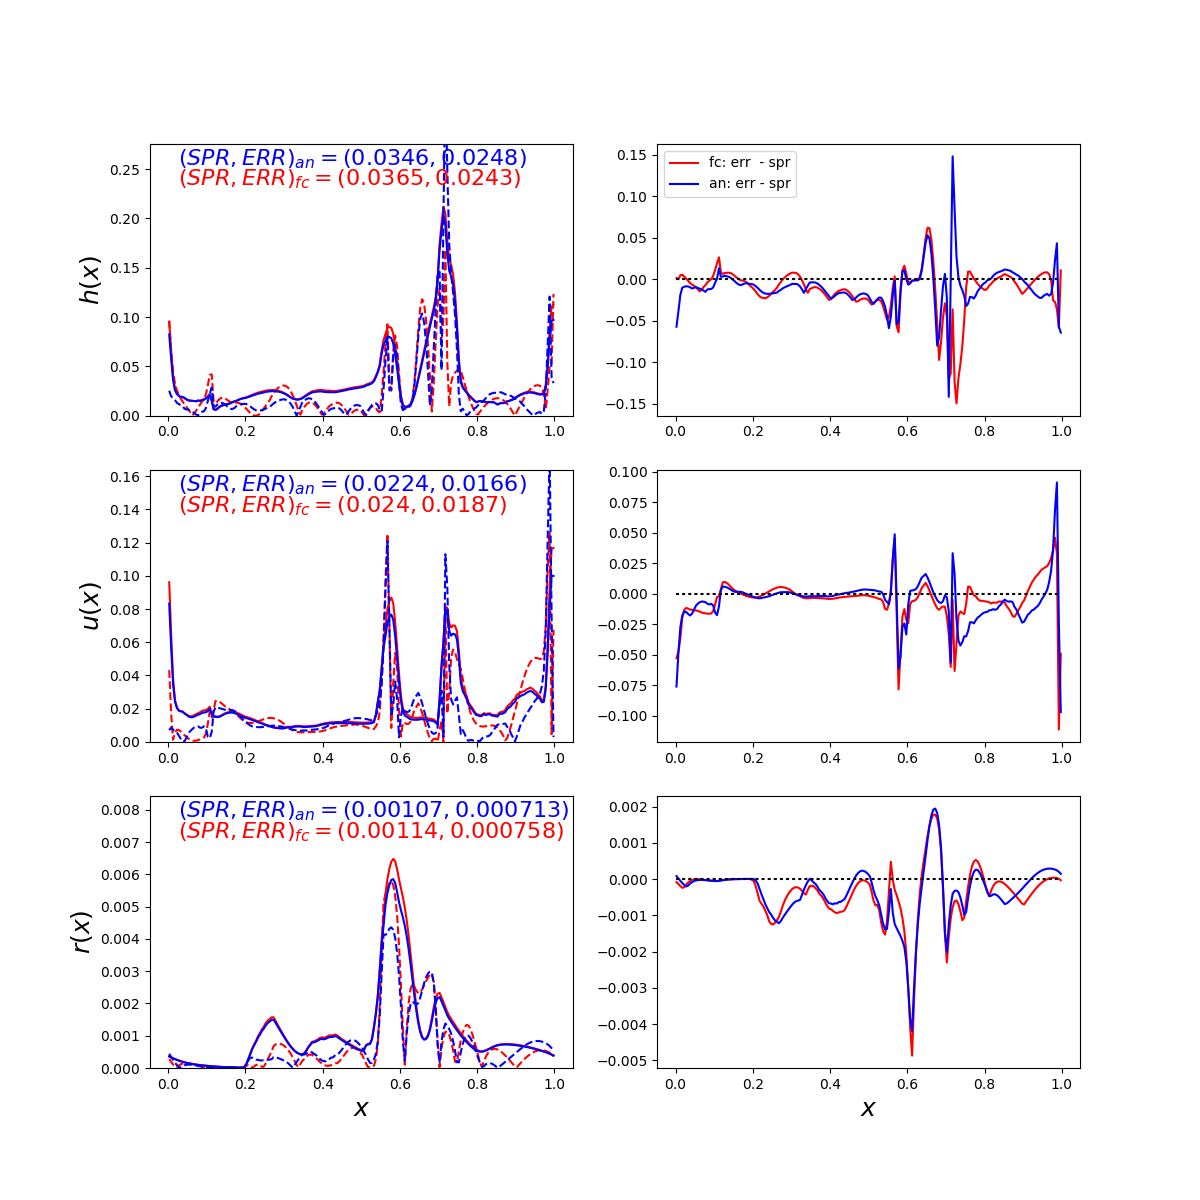 (SPR, ERR)an = (0.0346, 0.0248)
(SPR, ERR)fc = (0.0365, 0.0243)
h(x)
0.25
0.20
0.15
0.10
0.05
0.00
0.0 0.2 0.4 0.6 0.8 1.0
fc: err - spr
an: err - spr
0.15
0.10
0.05
0.00
−0.05
−0.10
−0.15
0.0 0.2 0.4 0.6 0.8 1.0
(SPR, ERR)an = (0.0224, 0.0166)
(SPR, ERR)fc = (0.024, 0.0187)
u(x)
0.16
0.14
0.12
0.10
0.08
0.06
0.04
0.02
0.00
0.0 0.2 0.4 0.6 0.8 1.0
0.100
0.075
0.050
0.025
0.000
−0.025
−0.050
−0.075
−0.100
0.0 0.2 0.4 0.6 0.8 1.0
(SPR, ERR)an = (0.00107, 0.000713)
(SPR, ERR)fc = (0.00114, 0.000758)
r(x)
0.008
0.007
0.006
0.005
0.004
0.003
0.002
0.001
0.000
0.0 0.2 0.4 0.6 0.8 1.0
x
0.002
0.001
0.000
−0.001
−0.002
−0.003
−0.004
−0.005
0.0 0.2 0.4 0.6 0.8 1.0
x